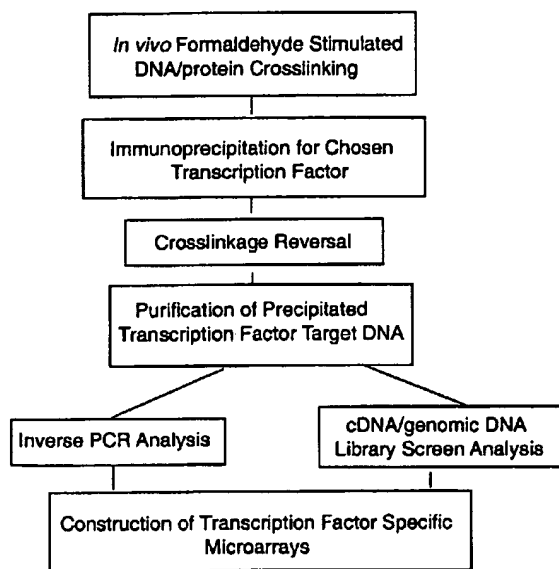 In vivo Formaldehyde Stimulated
DNA/protein Crosslinking
Immunoprecipitation for Chosen
Transcription Factor
Crosslinkage Reversal
Purification of Precipitated
Transcription Factor Target DNA
Inverse PCR Analysis
cDNA/genomic DNA
Library Screen Analysis
Construction of Transcription Factor Specific
Microarrays